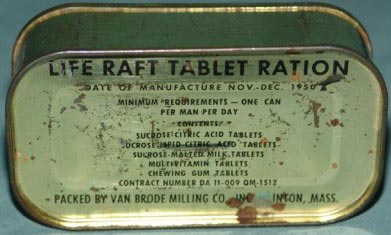 LIFE RAFT TABLET RATION
DATE OF MANUFACTURE NOV-DEC. 1950
MINIMUM REQUIREMENTS — ONE CAN
PER MAN PER DAY
CONTENTS:
SUCROSE-CITRIC ACID TABLETS
SUCROSE-LIPID-CITRIC ACID TABLETS
SUCROSE-MALTED MILK TABLETS
MULTIVITAMIN TABLETS
CHEWING GUM TABLETS
CONTRACT NUMBER DA 11-009 QM-1512
PACKED BY VAN BRODE MILLING CO., INC., CLINTON, MASS.